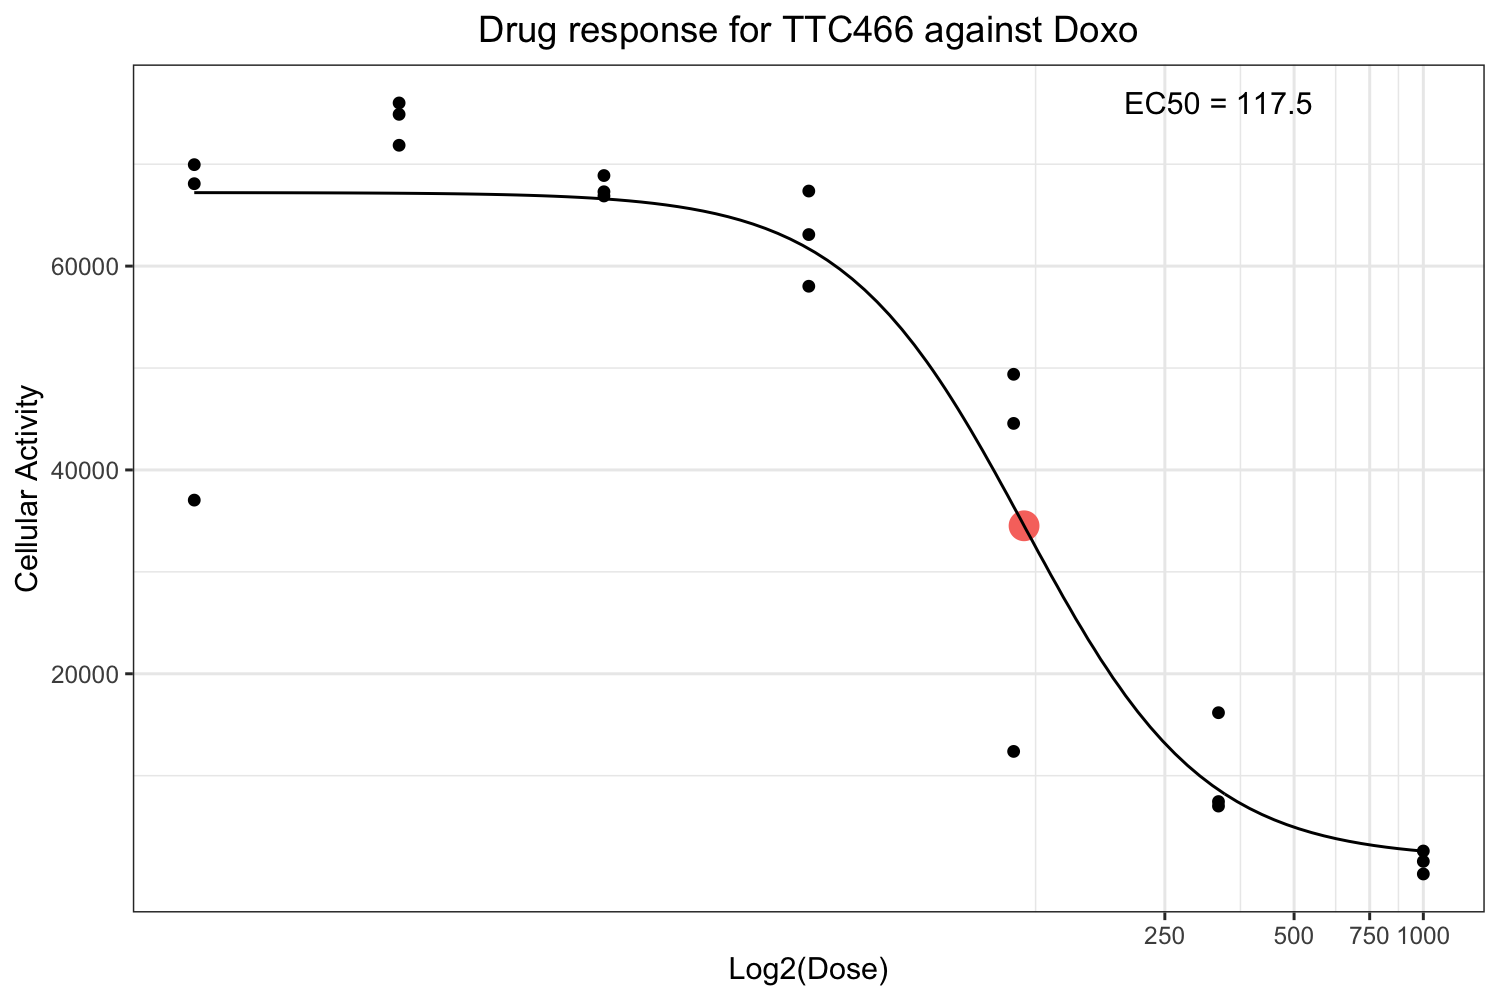 Drug response for TTC466 against Doxo
EC50 = 117.5
Cellular Activity
60000
40000
20000
250 500 750 1000
Log2(Dose)